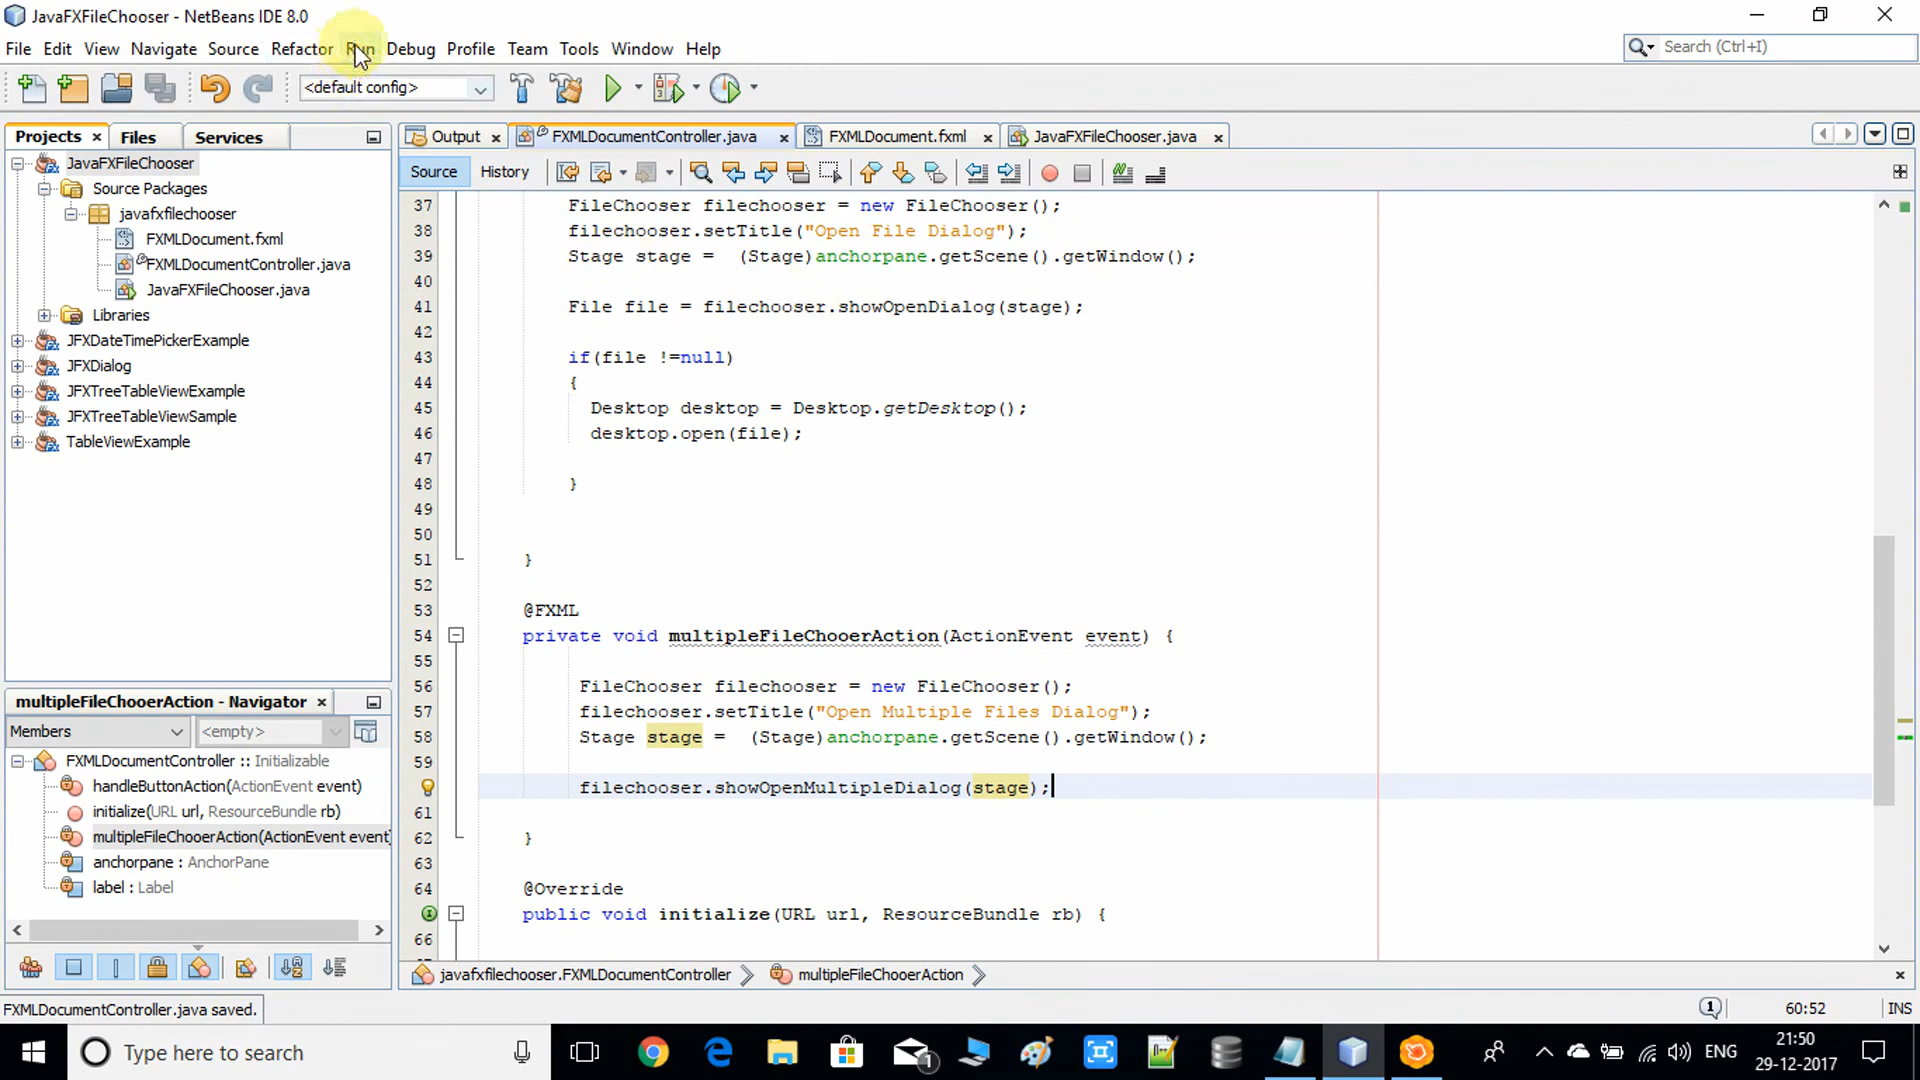 JavaFXFileChooser - NetBeans IDE 8.0
File Edit View Navigate Source Refactor Run Debug Profile Team Tools Window Help
Search (Ctrl+I)
<default config>
Projects Files Services
Output FXMLDocumentController.java FXMLDocument.fxml JavaFXFileChooser.java
Source History
JavaFXFileChooser
Source Packages
javafxfilechooser
FXMLDocument.fxml
FXMLDocumentController.java
JavaFXFileChooser.java
Libraries
JFXDateTimePickerExample
JFXDialog
JFXTreeTableViewExample
JFXTreeTableViewSample
TableViewExample
37 FileChooser filechooser = new FileChooser();
38 filechooser.setTitle("Open File Dialog");
39 Stage stage = (Stage)anchorpane.getScene().getWindow();
40
41 File file = filechooser.showOpenDialog(stage);
42
43 if(file !=null)
44 {
45 Desktop desktop = Desktop.getDesktop();
46 desktop.open(file);
47
48 }
49
50
51 }
52
53 @FXML
54 private void multipleFileChooerAction(ActionEvent event) {
55
56 FileChooser filechooser = new FileChooser();
57 filechooser.setTitle("Open Multiple Files Dialog");
58 Stage stage = (Stage)anchorpane.getScene().getWindow();
59
filechooser.showOpenMultipleDialog(stage);
61
62 }
63
64 @Override
public void initialize(URL url, ResourceBundle rb) {
66
multipleFileChooerAction - Navigator
Members <empty>
FXMLDocumentController :: Initializable
handleButtonAction(ActionEvent event)
initialize(URL url, ResourceBundle rb)
multipleFileChooerAction(ActionEvent event)
anchorpane : AnchorPane
label : Label
javafxfilechooser.FXMLDocumentController multipleFileChooerAction
FXMLDocumentController.java saved.
1 60:52 INS
Type here to search
1
ENG
21:50
29-12-2017